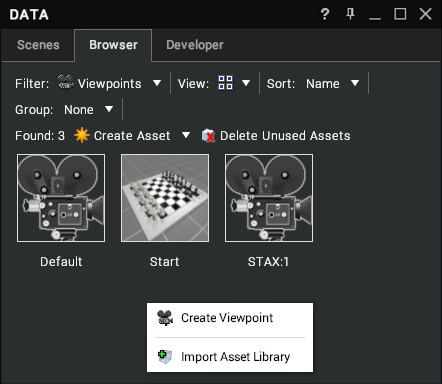 DATA ?
Scenes Browser Developer
Filter: Viewpoints View: Sort: Name
Group: None
Found: 3 Create Asset Delete Unused Assets
Default Start STAX:1
Create Viewpoint
Import Asset Library